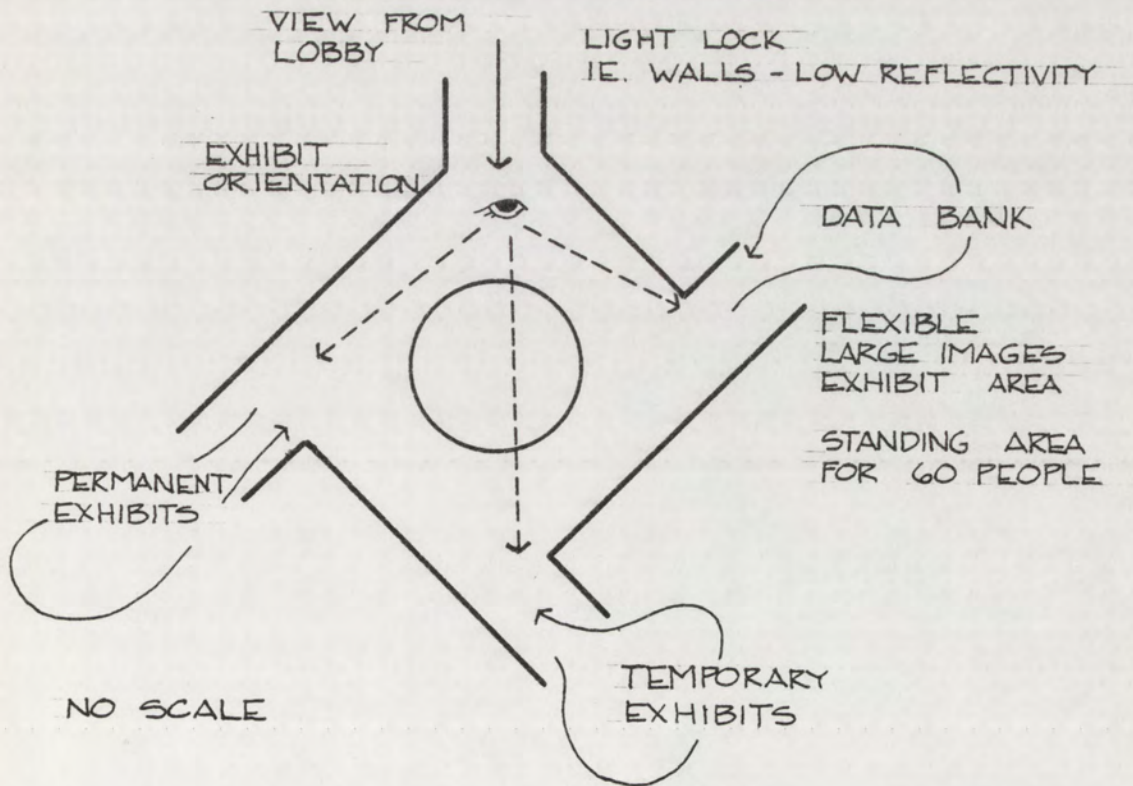 VIEW FROM
LOBBY
LIGHT LOCK
IE. WALLS - LOW REFLECTIVITY
EXHIBIT
ORIENTATION
DATA BANK
FLEXIBLE
LARGE IMAGES
EXHIBIT AREA
STANDING AREA
FOR 60 PEOPLE
PERMANENT
EXHIBITS
TEMPORARY
EXHIBITS
NO SCALE